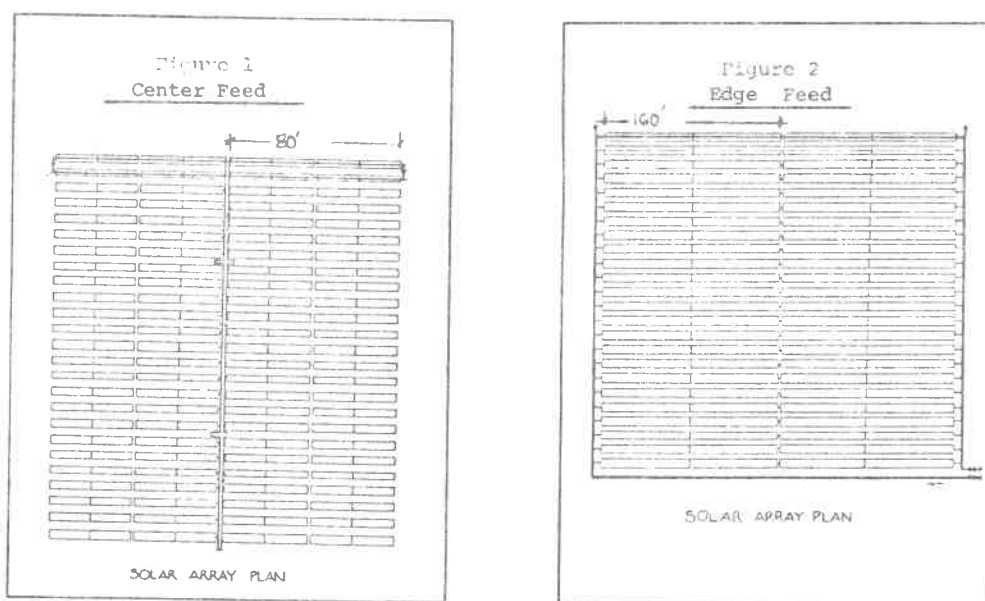 Figure 1
Center Feed
80'
SOLAR ARRAY PLAN
Figure 2
Edge Feed
160'
SOLAR ARRAY PLAN